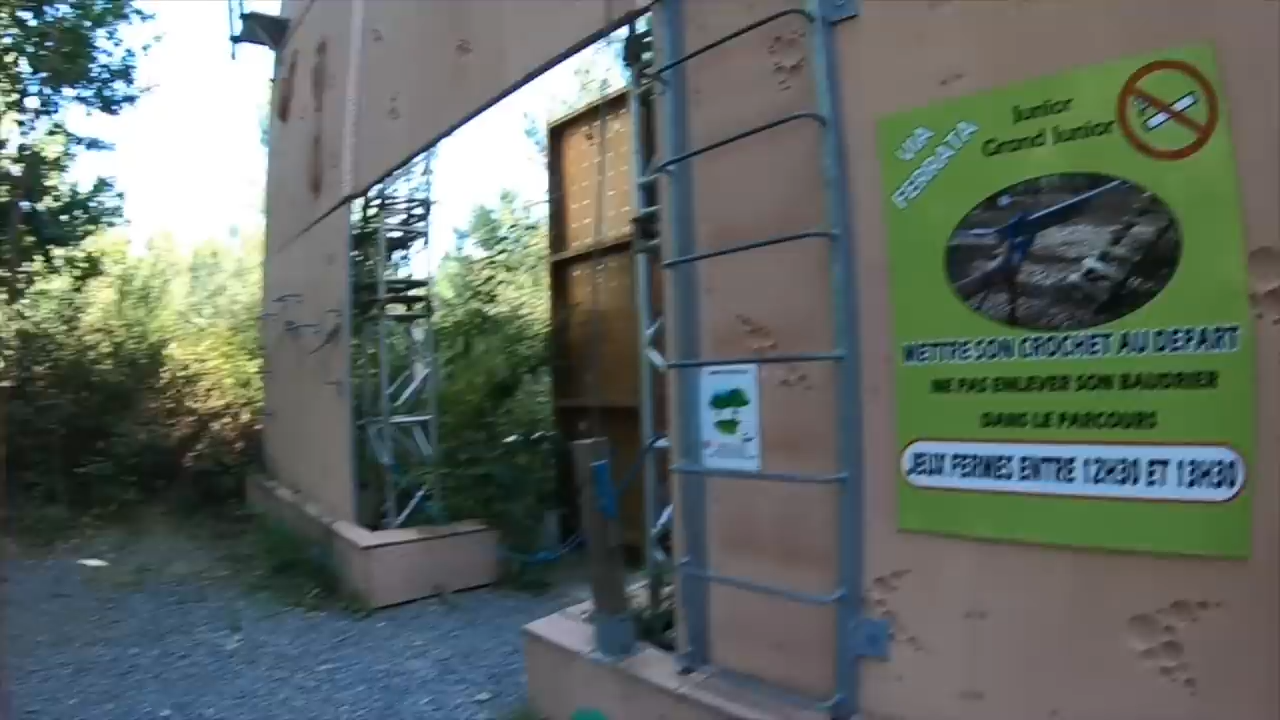 VIA
FERRATA
Junior
Grand Junior
METTRE SON CROCHET AU DEPART
NE PAS ENLEVER SON BAUDRIER
DANS LE PARCOURS
JEUX FERMES ENTRE 12H30 ET 13H30